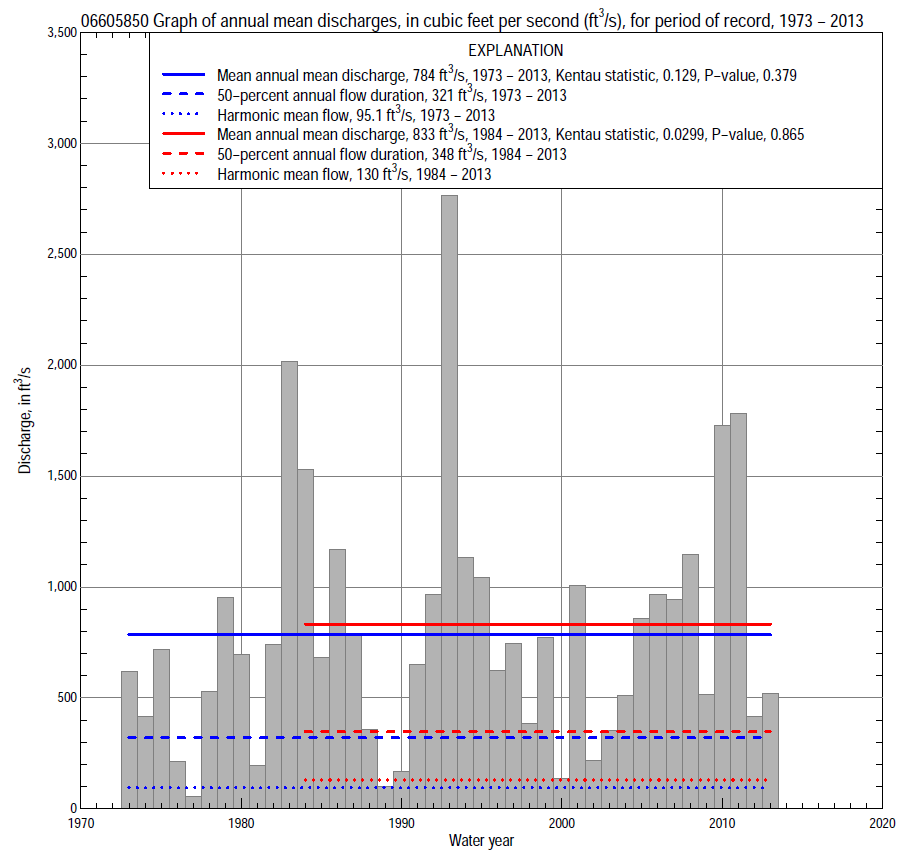 06605850 Graph of annual mean discharges, in cubic feet per second (ft³/s), for period of record, 1973 – 2013
EXPLANATION
Mean annual mean discharge, 784 ft³/s, 1973 – 2013, Kentau statistic, 0.129, P–value, 0.379
50–percent annual flow duration, 321 ft³/s, 1973 – 2013
Harmonic mean flow, 95.1 ft³/s, 1973 – 2013
Mean annual mean discharge, 833 ft³/s, 1984 – 2013, Kentau statistic, 0.0299, P–value, 0.865
50–percent annual flow duration, 348 ft³/s, 1984 – 2013
Harmonic mean flow, 130 ft³/s, 1984 – 2013
3,500
3,000
2,500
2,000
1,500
1,000
500
0
Discharge, in ft³/s
1970 1980 1990 2000 2010 2020
Water year